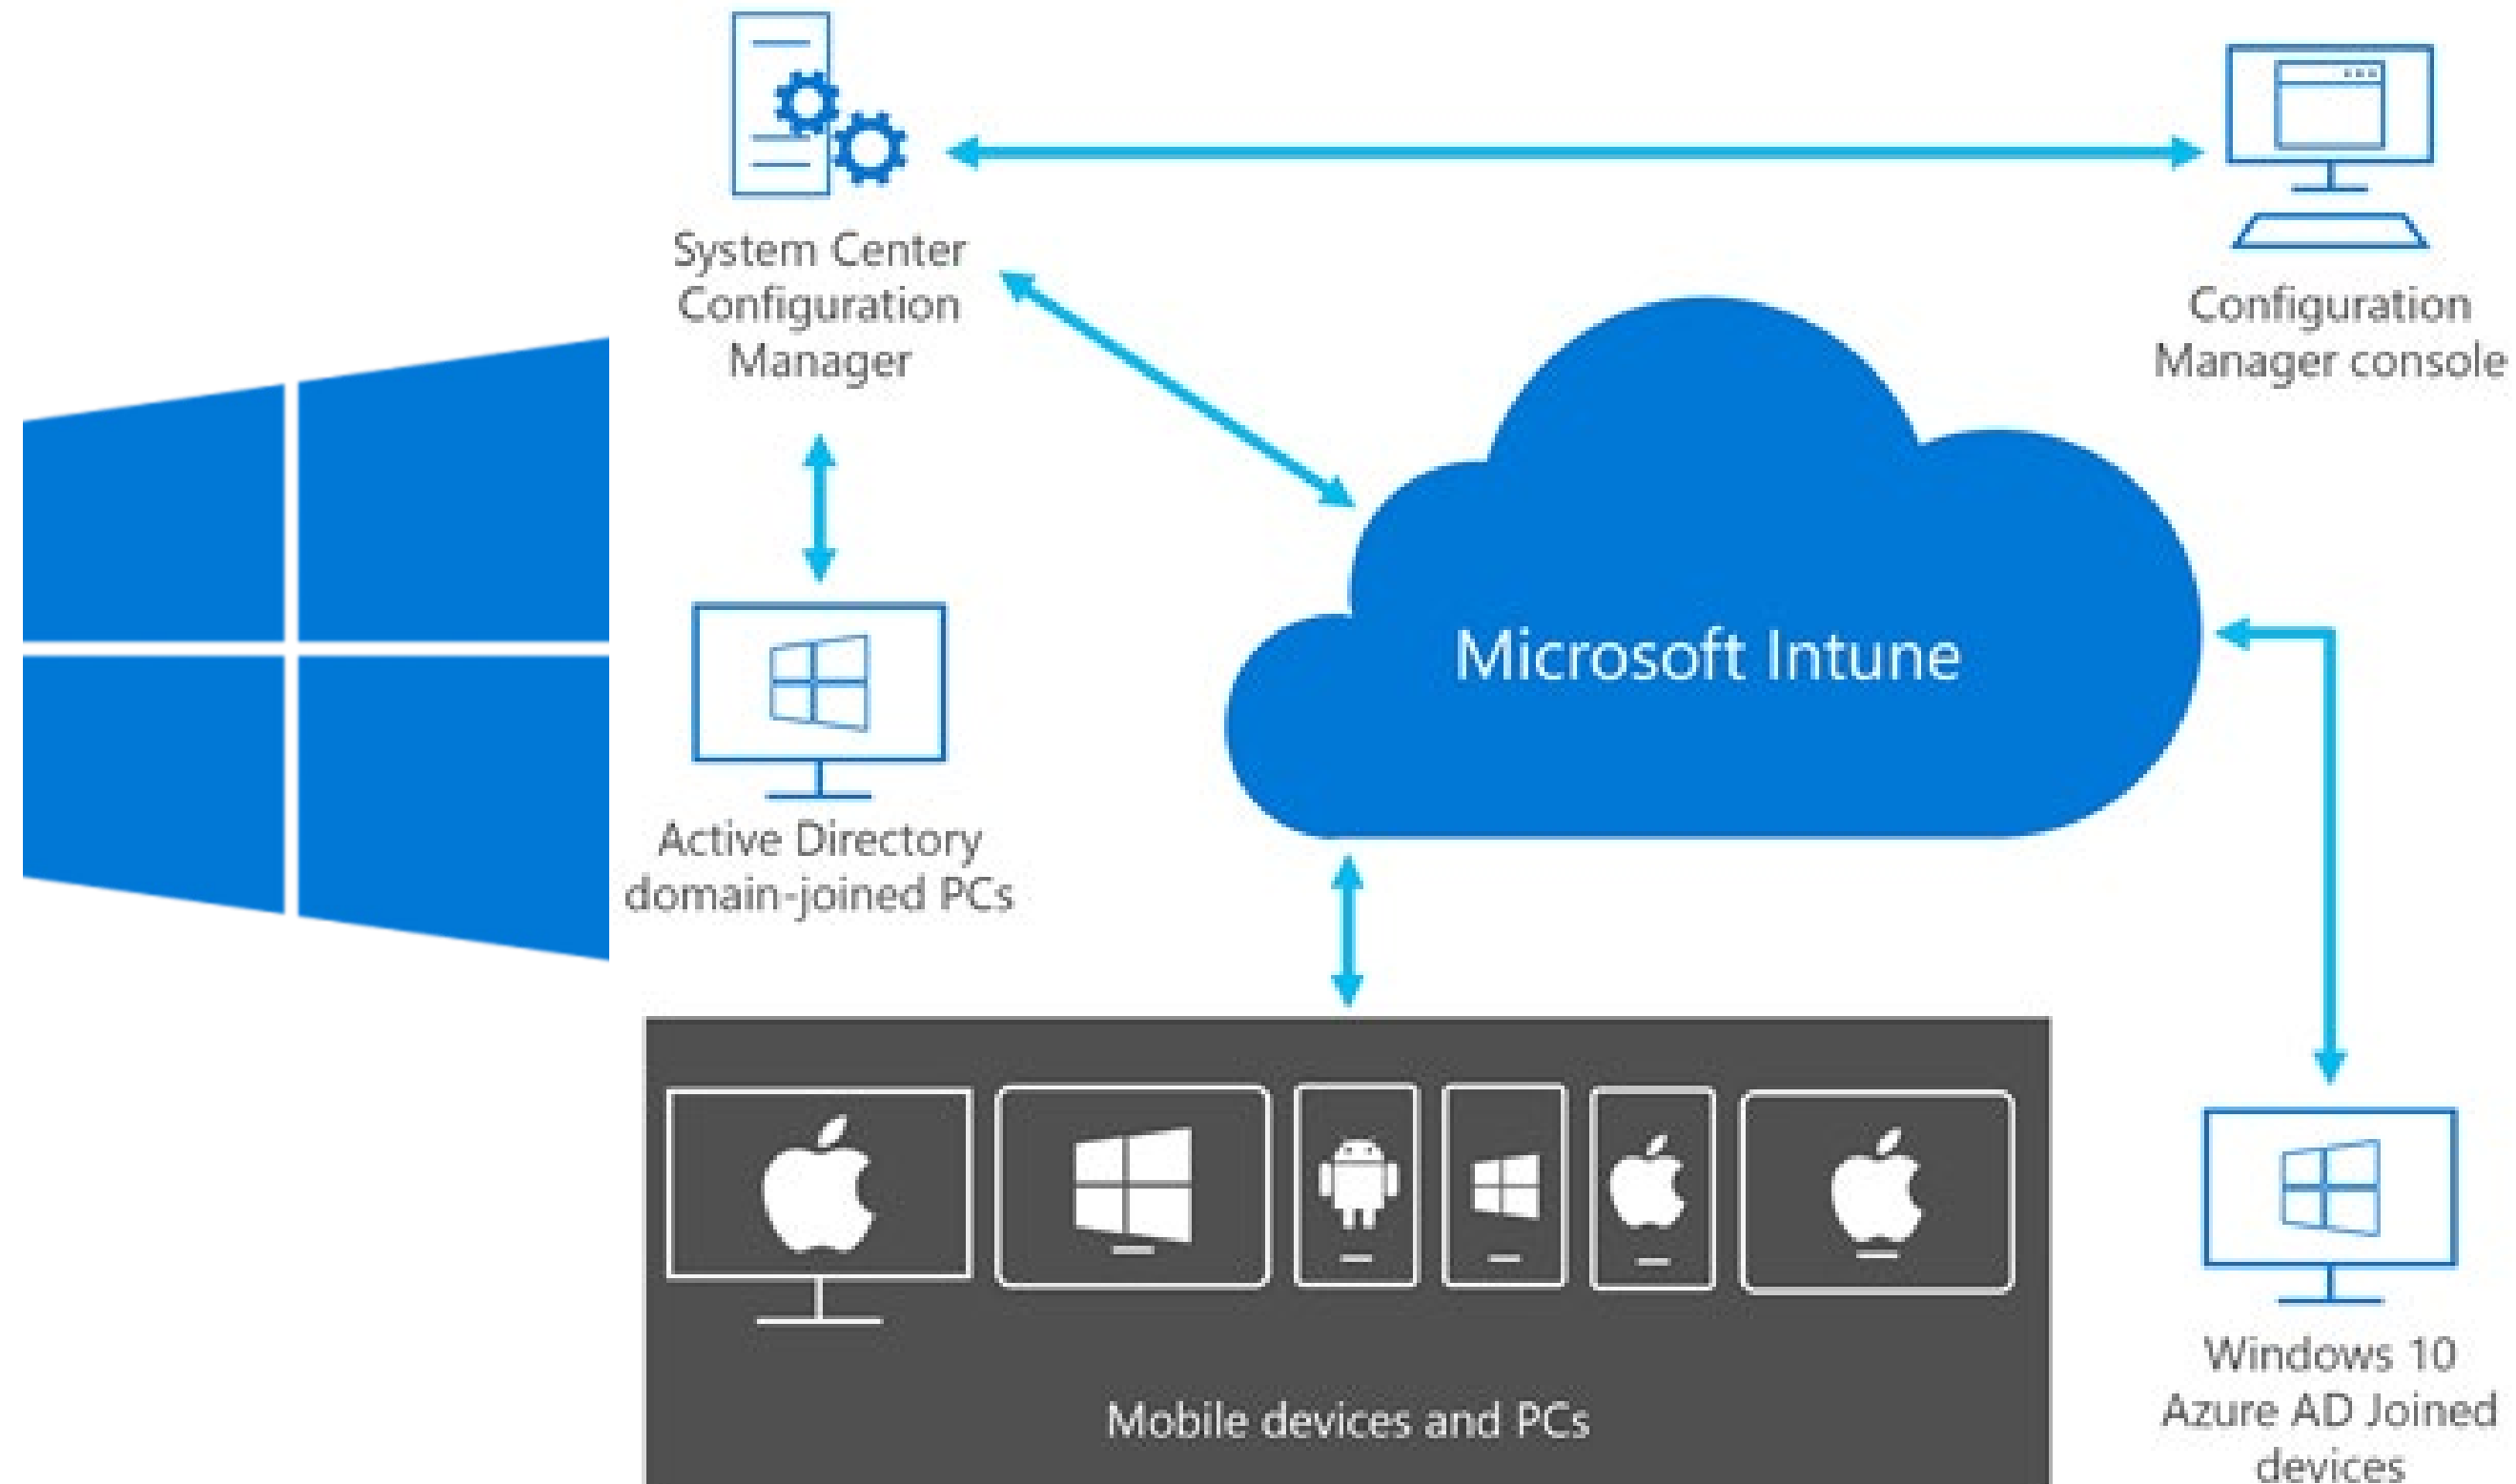 System Center
Configuration
Manager
Configuration
Manager console
Microsoft Intune
Active Directory
domain-joined PCs
Mobile devices and PCs
Windows 10
Azure AD Joined
devices